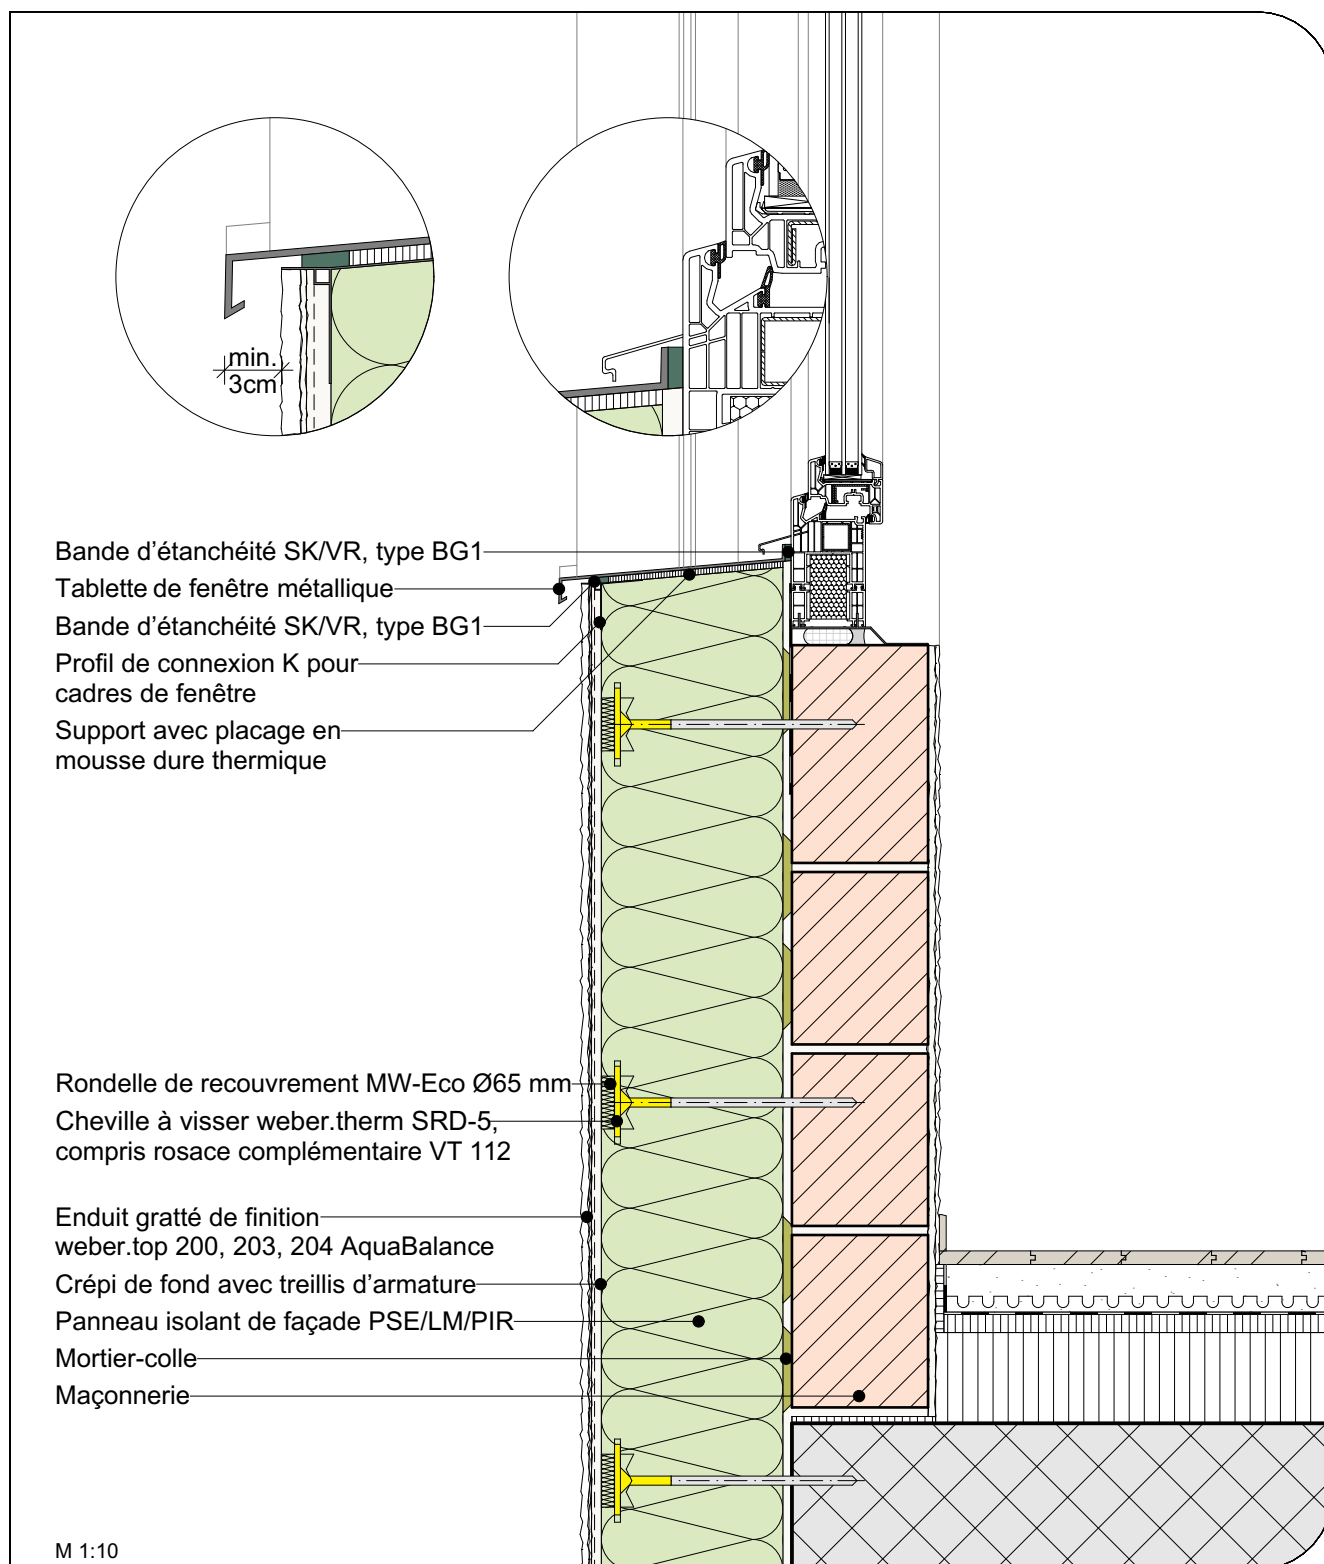 min.
3cm
Bande d'étanchéité SK/VR, type BG1
Tablette de fenêtre métallique
Bande d'étanchéité SK/VR, type BG1
Profil de connexion K pour
cadres de fenêtre
Support avec placage en
mousse dure thermique
Rondelle de recouvrement MW-Eco Ø65 mm
Cheville à visser weber.therm SRD-5,
compris rosace complémentaire VT 112
Enduit gratté de finition
weber.top 200, 203, 204 AquaBalance
Crépi de fond avec treillis d'armature
Panneau isolant de façade PSE/LM/PIR
Mortier-colle
Maçonnerie
M 1:10